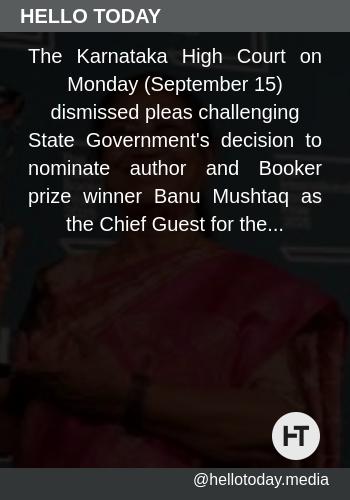 HELLO TODAY
The Karnataka High Court on
Monday (September 15)
dismissed pleas challenging
State Government's decision to
nominate author and Booker
prize winner Banu Mushtaq as
the Chief Guest for the...
HT
@hellotoday.media